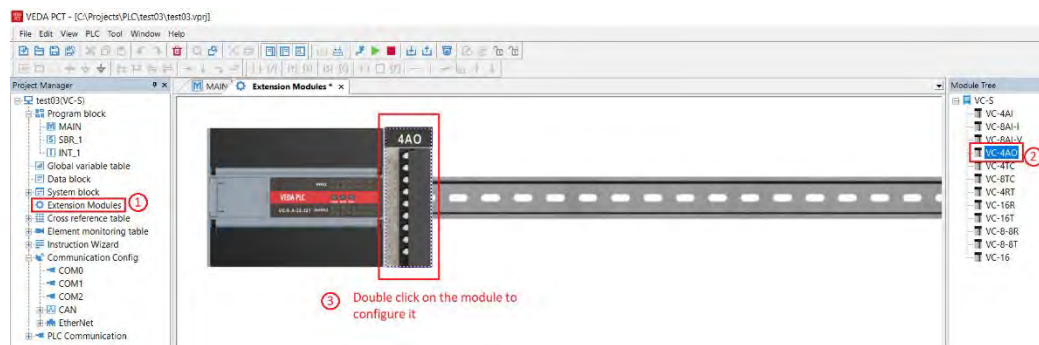 VEDA PCT - [C:\Projects\PLC\test03\test03.vprj]
File Edit View PLC Tool Window Help
Project Manager
MAIN
Extension Modules *
Module Tree
test03(VC-S)
Program block
MAIN
SBR_1
INT_1
Global variable table
Data block
System block
Extension Modules
1
Cross reference table
Element monitoring table
Instruction Wizard
Communication Config
COM0
COM1
COM2
CAN
EtherNet
PLC Communication
4AO
VEDA PLC
3 Double click on the module to
configure it
VC-S
VC-4AI
VC-8AI-I
VC-8AI-V
VC-4AO
2
VC-4TC
VC-8TC
VC-4RT
VC-16R
VC-16T
VC-8-8R
VC-8-8T
VC-16